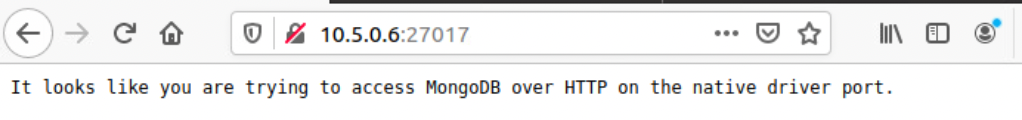 10.5.0.6:27017
It looks like you are trying to access MongoDB over HTTP on the native driver port.